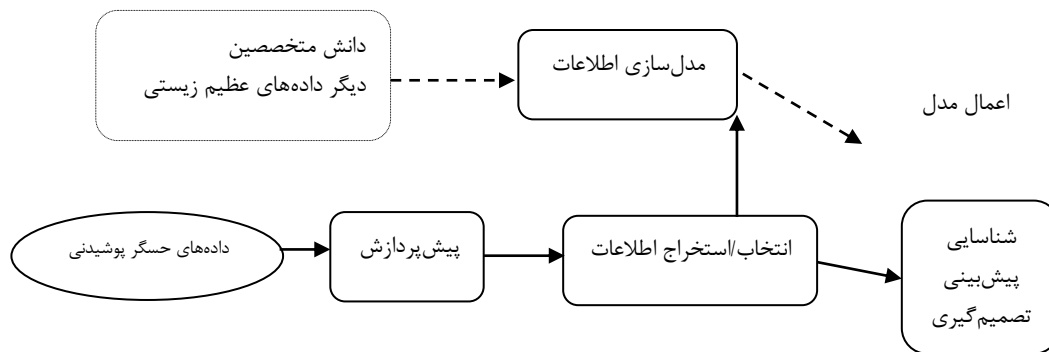 دانش متخصصین
دیگر داده‌های عظیم زیستی
مدل‌سازی اطلاعات
اعمال مدل
داده‌های حسگر پوشیدنی
پیش‌پردازش
انتخاب/استخراج اطلاعات
شناسایی
پیش‌بینی
تصمیم‌گیری